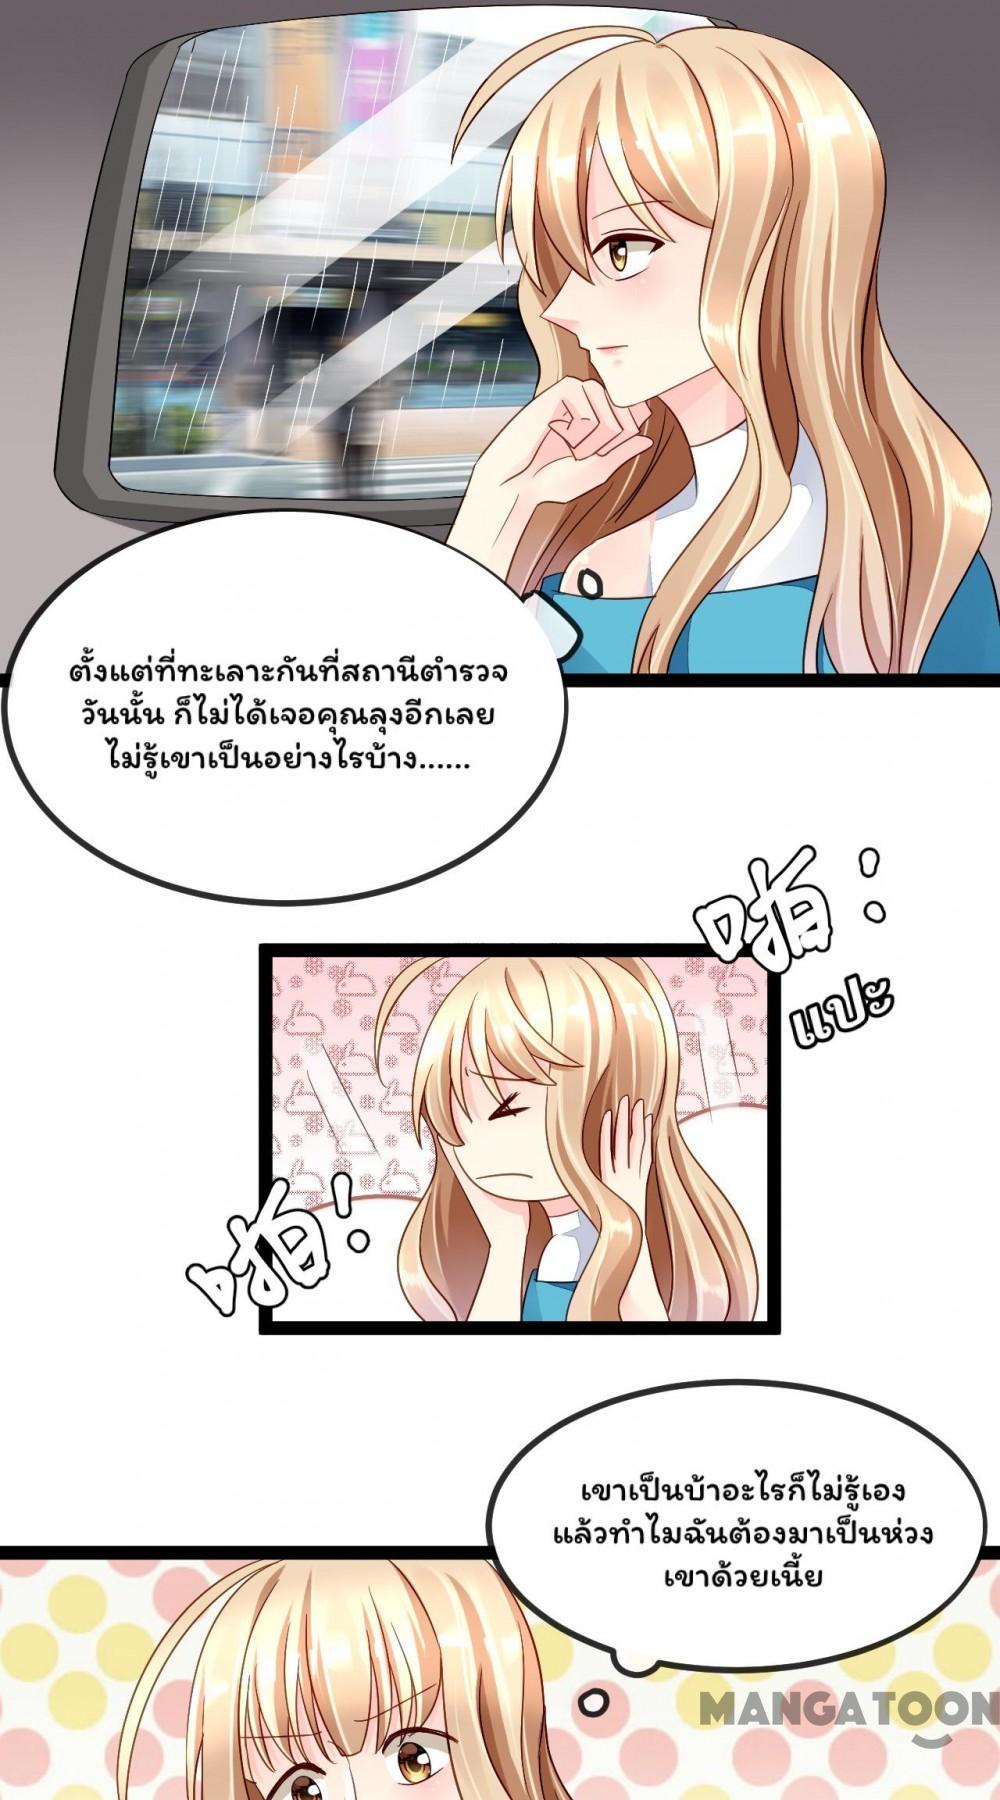 ตั้งแต่ที่ทะเลาะกันที่สถานีตำรวจ
วันนั้น ก็ไม่ได้เจอคุณลุงอีกเลย
ไม่รู้เขาเป็นอย่างไรบ้าง......
啪!
แปะ
啪!
เขาเป็นบ้าอะไรก็ไม่รู้เอง
แล้วทำไมฉันต้องมาเป็นห่วง
เขาด้วยเนี้ย
MANGATOON